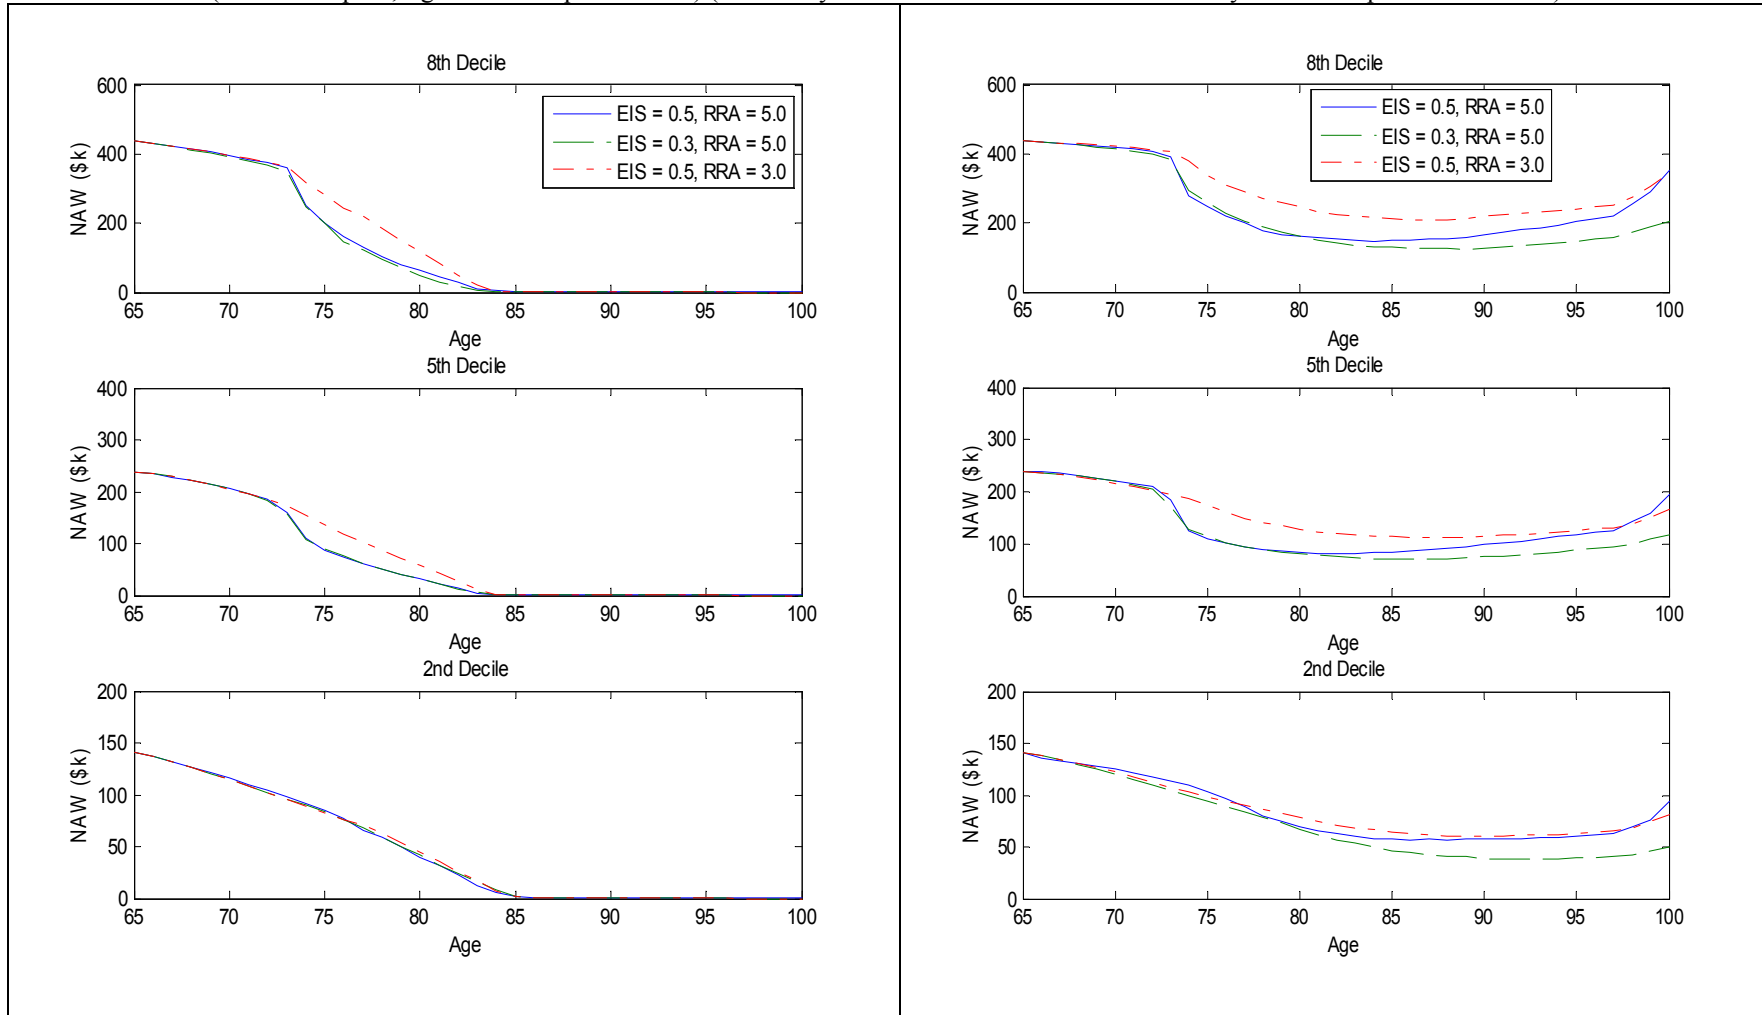 8th Decile
600
400
200
0
NAW ($k)
EIS = 0.5, RRA = 5.0
EIS = 0.3, RRA = 5.0
EIS = 0.5, RRA = 3.0
65 70 75 80 85 90 95 100
Age
5th Decile
400
300
200
100
0
NAW ($k)
65 70 75 80 85 90 95 100
Age
2nd Decile
200
150
100
50
0
NAW ($k)
65 70 75 80 85 90 95 100
Age
8th Decile
600
400
200
0
NAW ($k)
EIS = 0.5, RRA = 5.0
EIS = 0.3, RRA = 5.0
EIS = 0.5, RRA = 3.0
65 70 75 80 85 90 95 100
Age
5th Decile
400
300
200
100
0
NAW ($k)
65 70 75 80 85 90 95 100
Age
2nd Decile
200
150
100
50
0
NAW ($k)
65 70 75 80 85 90 95 100
Age